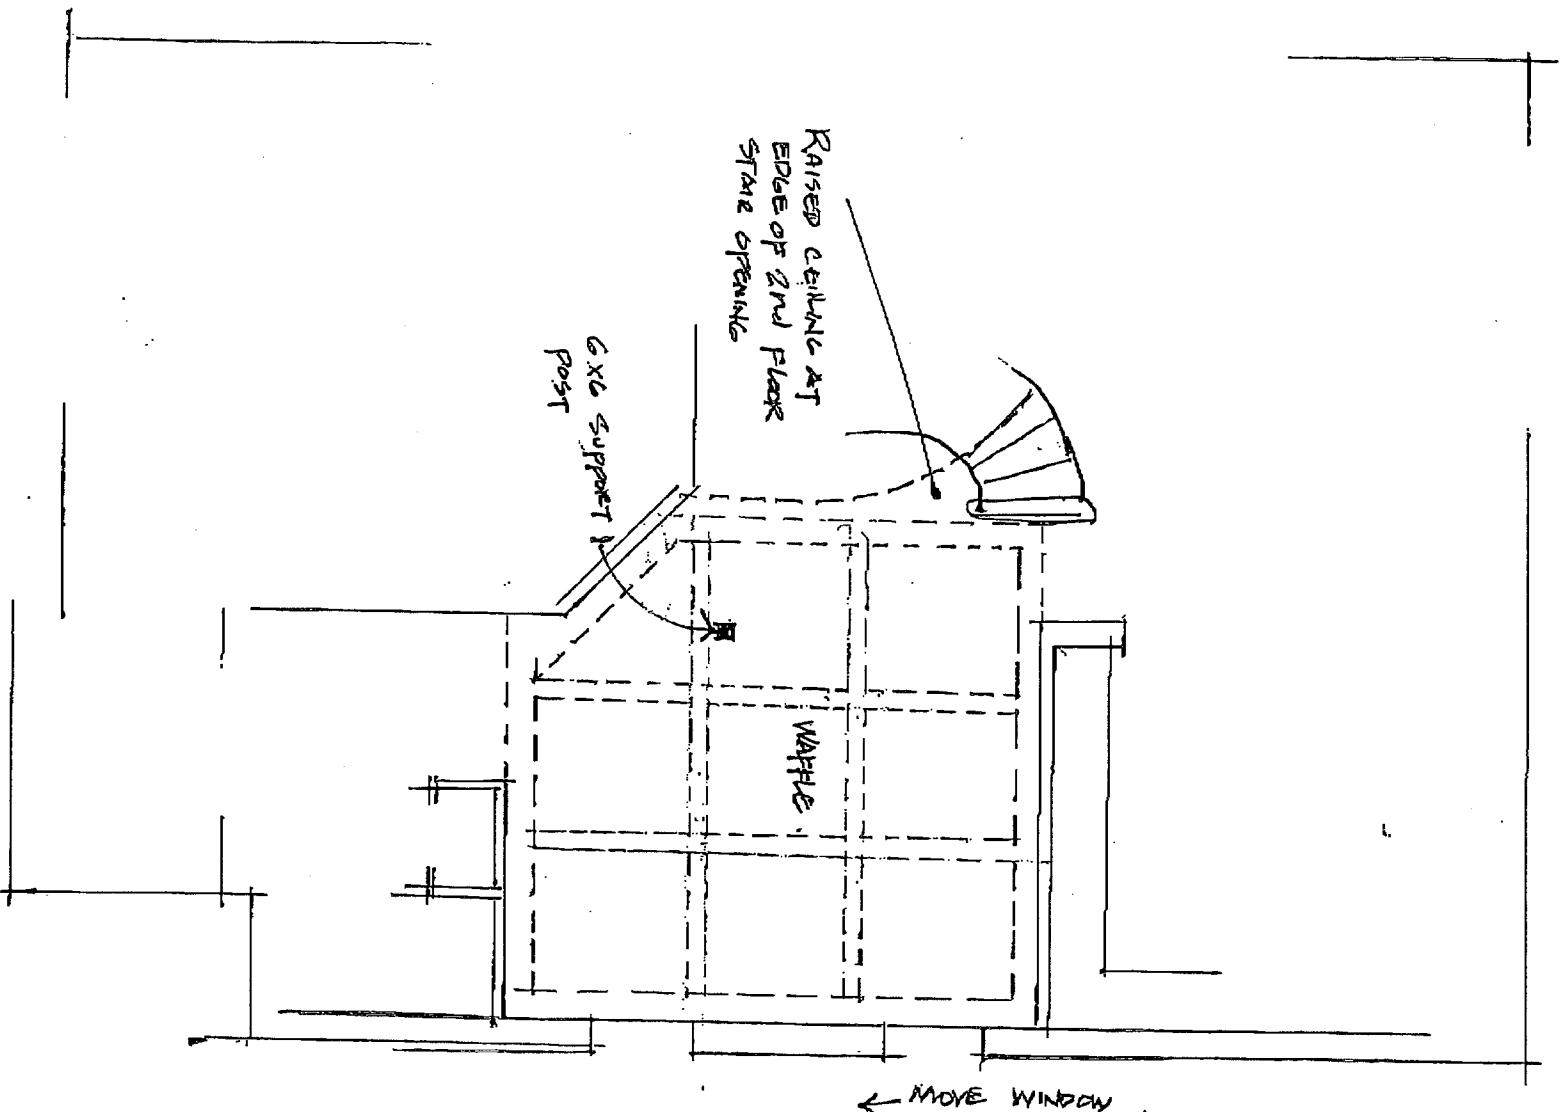 RAISED CEILING AT
EDGE OF 2nd FLOOR
STAIR OPENING
6X6 SUPPORT
POST
WAFFLE
← MOVE WINDOW